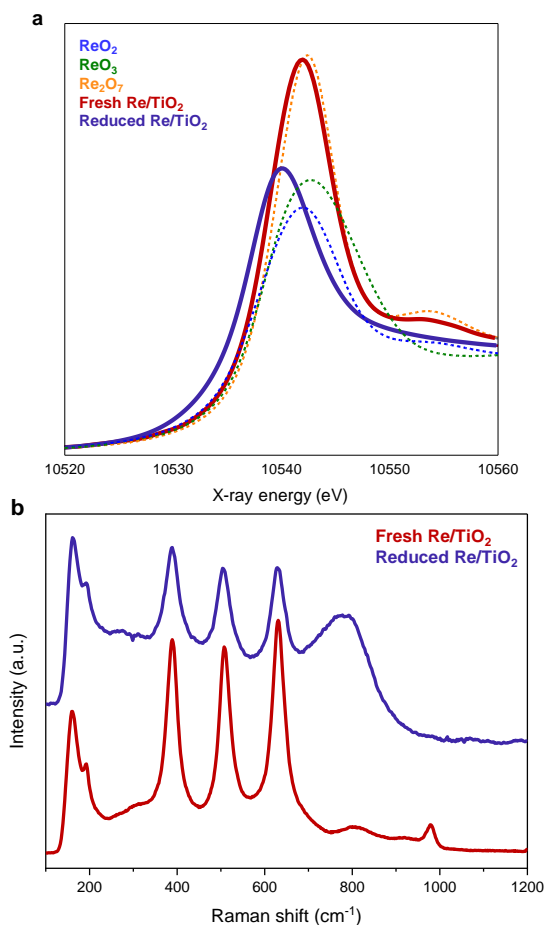 a
ReO₂
ReO₃
Re₂O₇
Fresh Re/TiO₂
Reduced Re/TiO₂
10520 10530 10540 10550 10560
X-ray energy (eV)
b
Fresh Re/TiO₂
Reduced Re/TiO₂
Intensity (a.u.)
200 400 600 800 1000 1200
Raman shift (cm⁻¹)